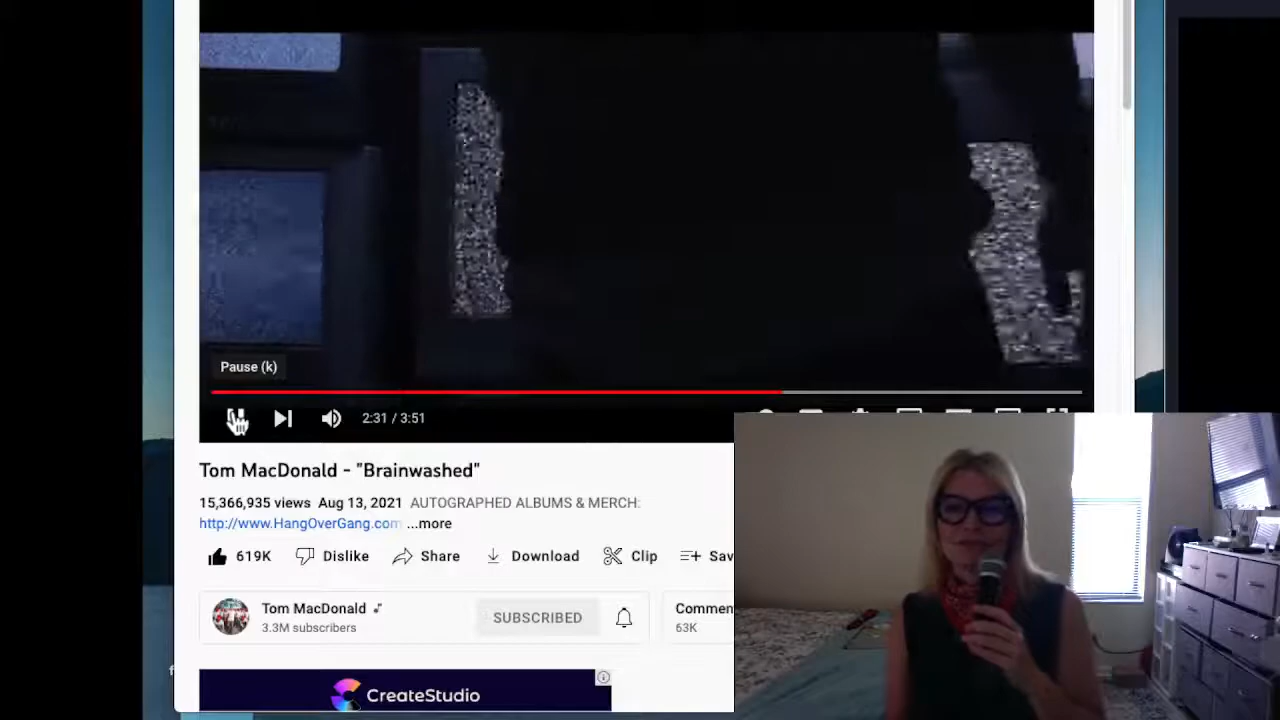 Pause (k)
2:31 / 3:51
Tom MacDonald - "Brainwashed"
15,366,935 views Aug 13, 2021 AUTOGRAPHED ALBUMS & MERCH:
http://www.HangOverGang.com ...more
619K Dislike Share Download Clip Sav
Tom MacDonald
3.3M subscribers
SUBSCRIBED
Commen
63K
CreateStudio